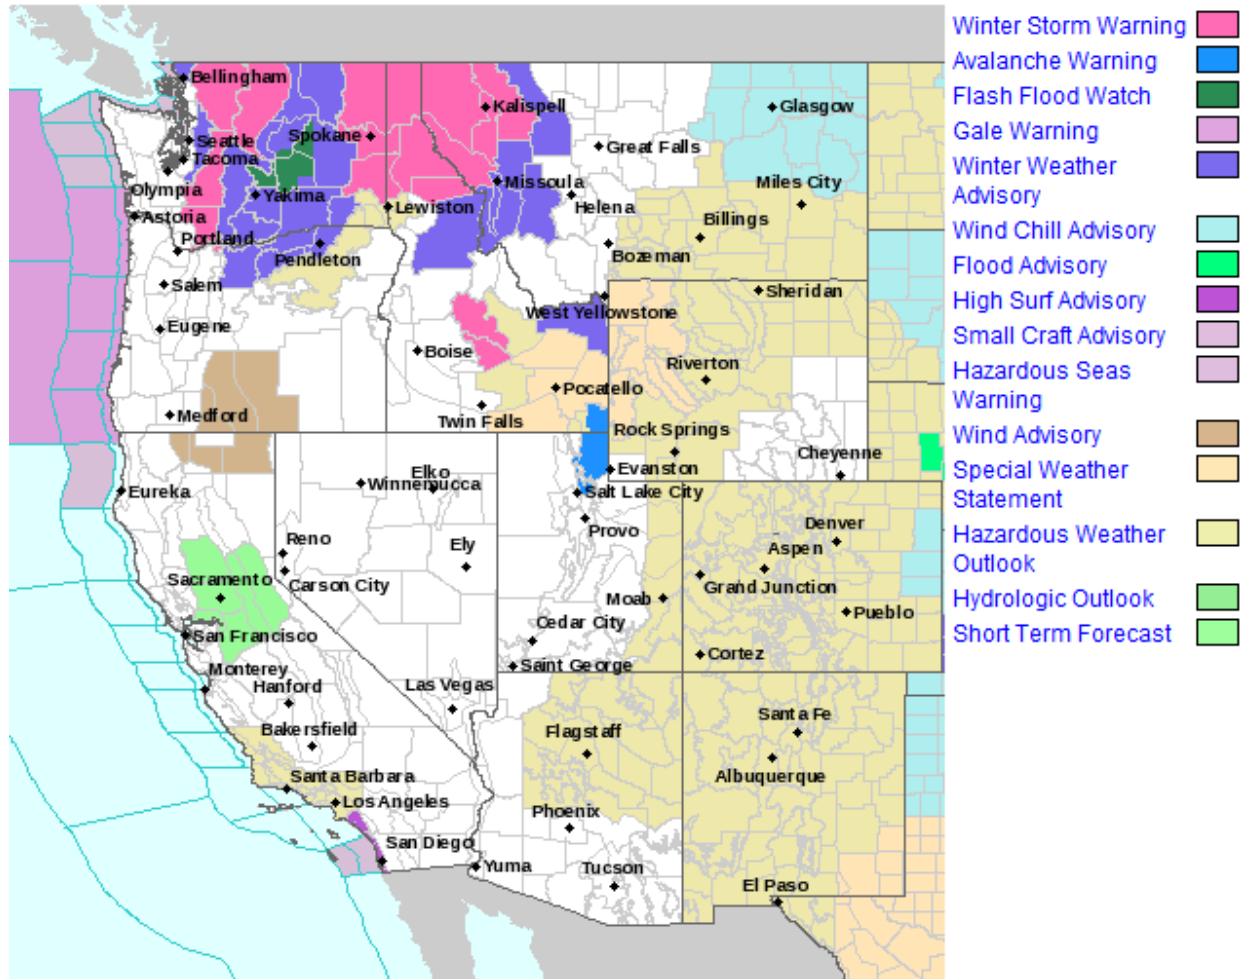 Bellingham
Kalispell
Glasgow
Seattle
Spokane
Great Falls
Tacoma
Olympia
Yakima
Missoula
Miles City
Astoria
Lewiston
Helena
Billings
Portland
Pendleton
Bozeman
Salem
Sheridan
West Yellowstone
Eugene
Boise
Riverton
Pocatello
Medford
Twin Falls
Rock Springs
Cheyenne
Evanston
Elko
Winnemucca
Eureka
Salt Lake City
Provo
Denver
Reno
Ely
Aspen
Sacramento
Carson City
Grand Junction
Moab
Pueblo
Cedar City
San Francisco
Cortez
Saint George
Monterey
Hanford
Las Vegas
Santa Fe
Bakersfield
Flagstaff
Albuquerque
Santa Barbara
Los Angeles
Phoenix
San Diego
Yuma
Tucson
El Paso
Winter Storm Warning
Avalanche Warning
Flash Flood Watch
Gale Warning
Winter Weather
Advisory
Wind Chill Advisory
Flood Advisory
High Surf Advisory
Small Craft Advisory
Hazardous Seas
Warning
Wind Advisory
Special Weather
Statement
Hazardous Weather
Outlook
Hydrologic Outlook
Short Term Forecast